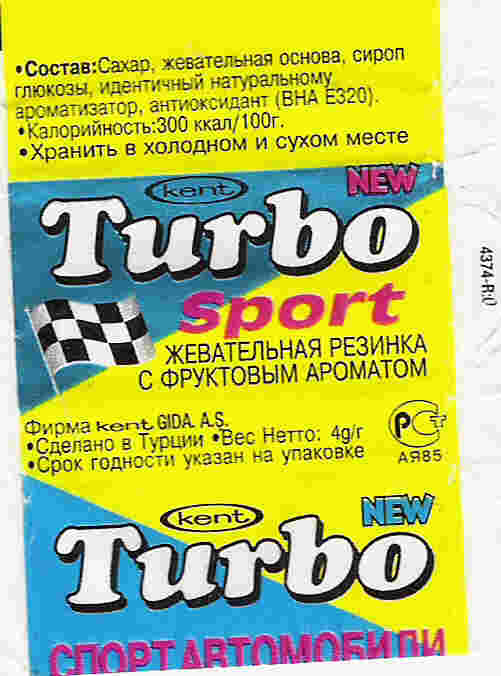 •Состав:Сахар, жевательная основа, сироп
глюкозы, идентичный натуральному
ароматизатор, антиоксидант (ВНА Е320).
•Калорийность:300 ккал/100г.
•Хранить в холодном и сухом месте
kent
NEW
Turbo
sport
ЖЕВАТЕЛЬНАЯ РЕЗИНКА
С ФРУКТОВЫМ АРОМАТОМ
Фирма kent GIDA. A.S.
•Сделано в Турции •Вес Нетто: 4g/г
•Срок годности указан на упаковке
РСТ
АЯ85
kent
NEW
Turbo
СПОРТАВТОМОБИЛИ
4374-R:0